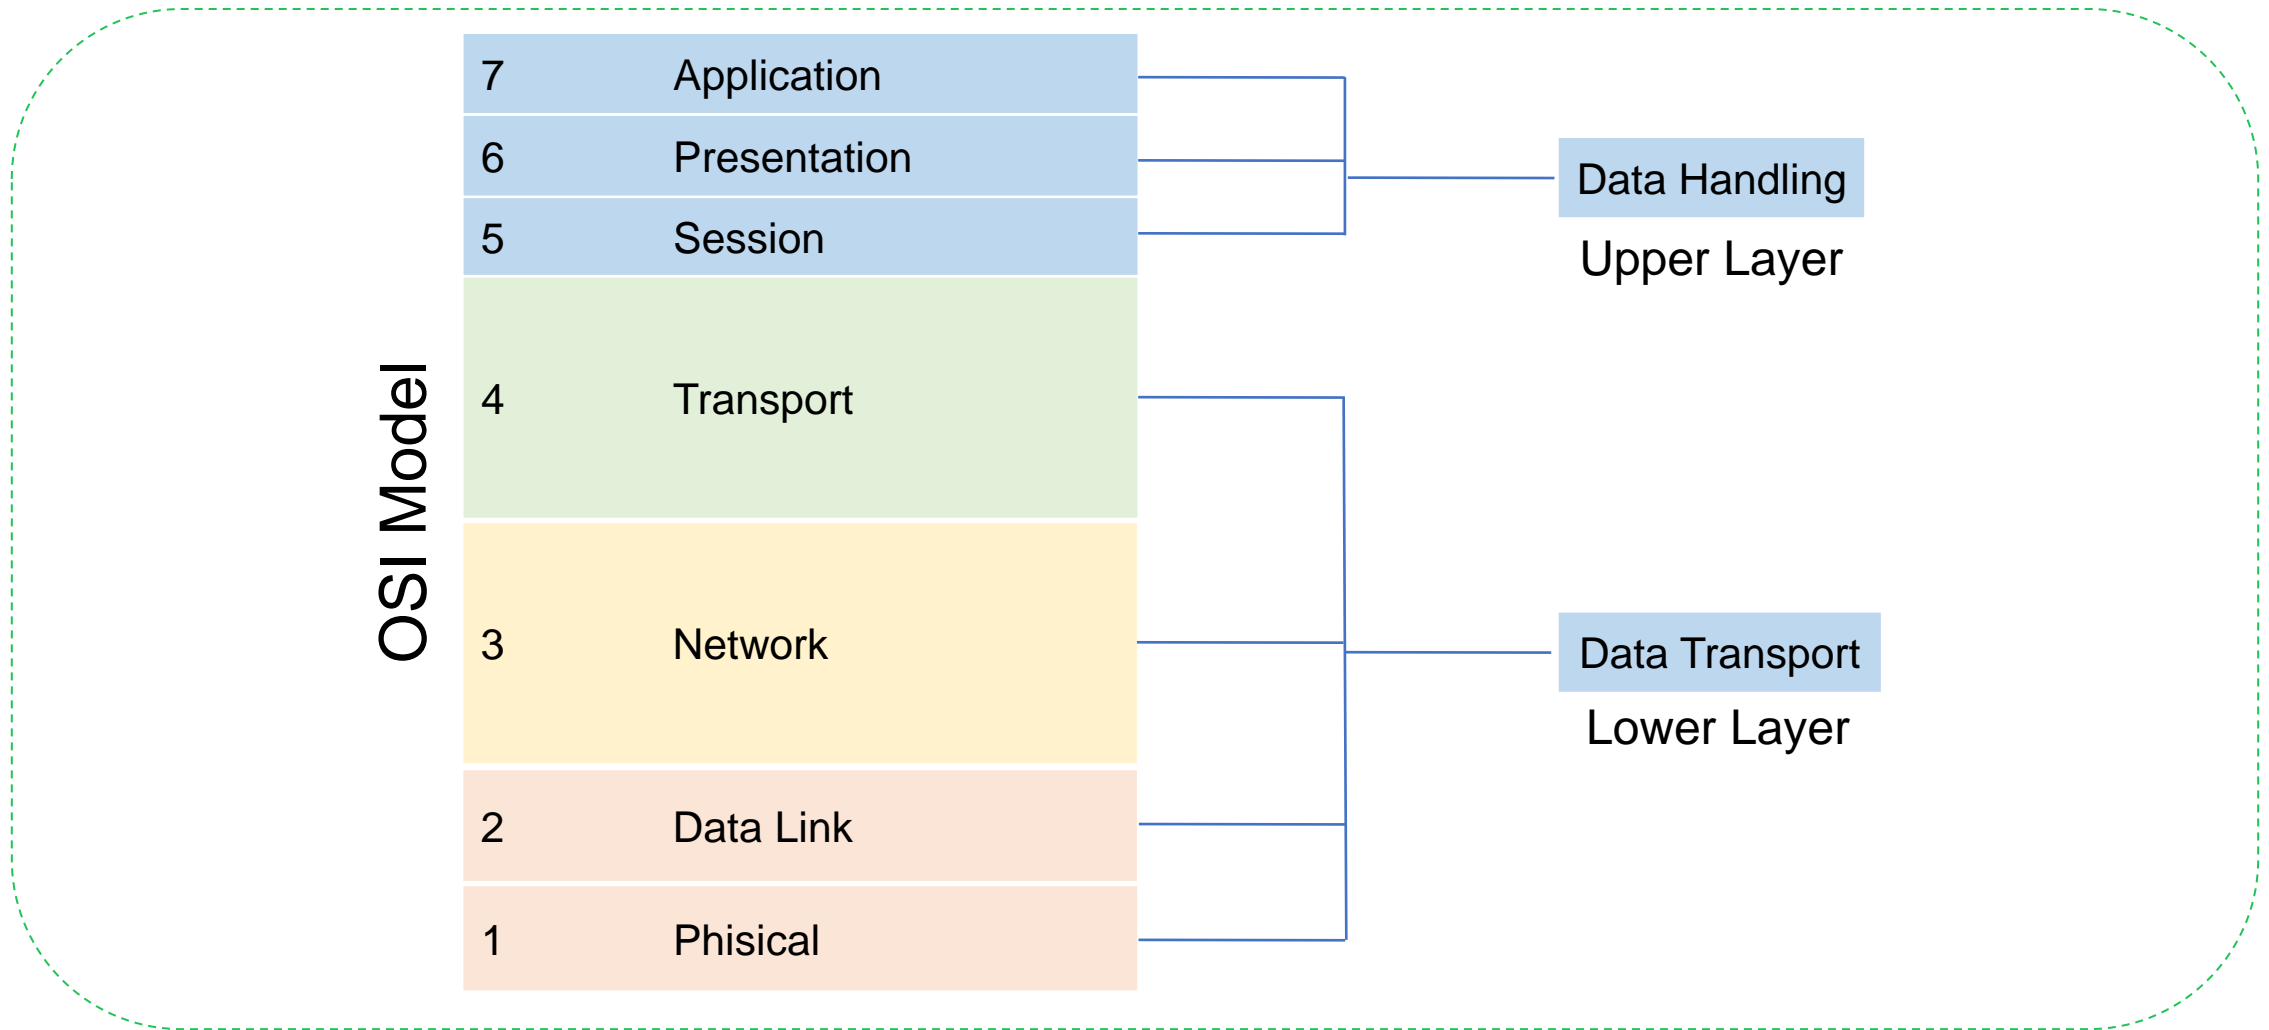 OSI Model
7 Application
6 Presentation
5 Session
4 Transport
3 Network
2 Data Link
1 Phisical
Data Handling
Upper Layer
Data Transport
Lower Layer